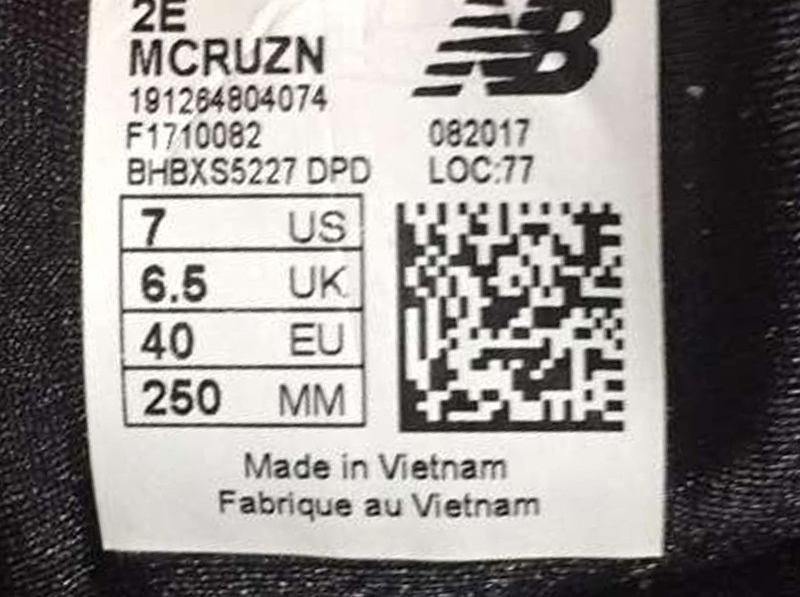 2E
MCRUZN
191264804074
F1710082 082017
BHBXS5227 DPD LOC:77
7 US
6.5 UK
40 EU
250 MM
Made in Vietnam
Fabrique au Vietnam